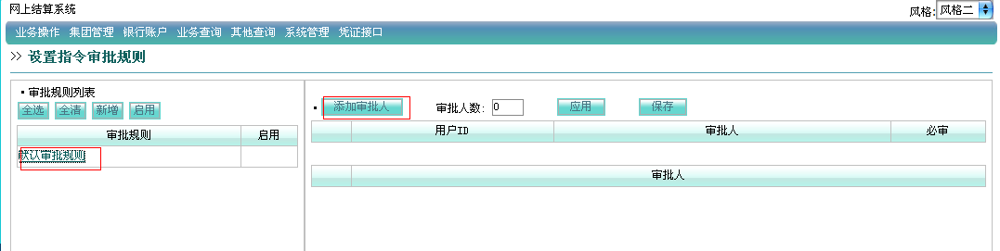 网上结算系统
风格:风格二
业务操作 集团管理 银行账户 业务查询 其他查询 系统管理 凭证接口
>> 设置指令审批规则
·审批规则列表
全选 全清 新增 启用
审批规则 启用
默认审批规则
· 添加审批人 审批人数: 0 应用 保存
用户ID 审批人 必审
审批人